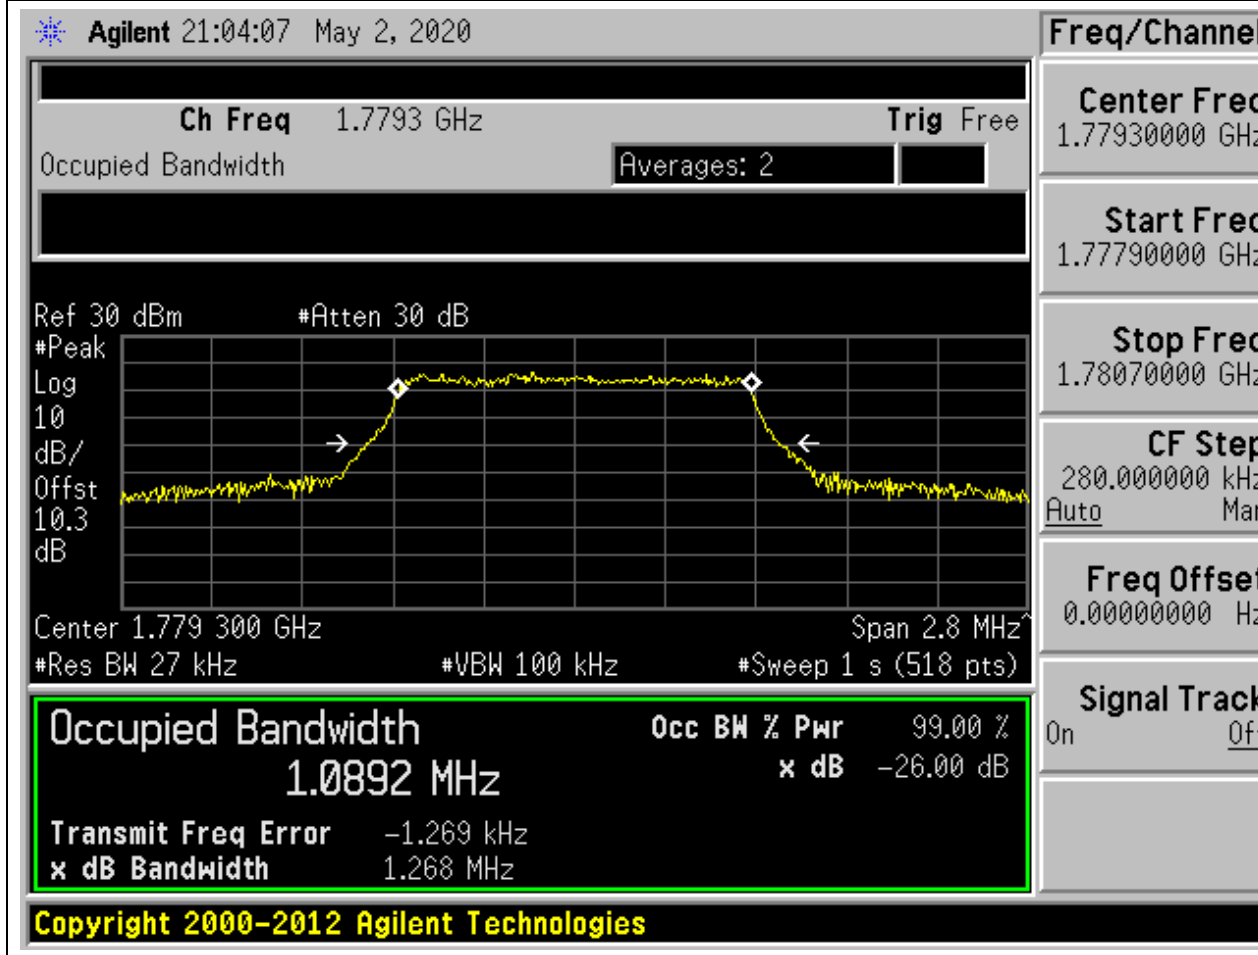 Agilent 21:04:07 May 2, 2020
Freq/Channel
Ch Freq 1.7793 GHz Trig Free
Occupied Bandwidth Averages: 2
Center Freq
1.77930000 GHz
Start Freq
1.77790000 GHz
Stop Freq
1.78070000 GHz
CF Step
280.000000 kHz
Auto Man
Freq Offset
0.00000000 Hz
Signal Track
On Off
Ref 30 dBm #Atten 30 dB
#Peak
Log
10
dB/
Offst
10.3
dB
Center 1.779 300 GHz Span 2.8 MHz^
#Res BW 27 kHz #VBW 100 kHz #Sweep 1 s (518 pts)
Occupied Bandwidth
1.0892 MHz
Occ BW % Pwr 99.00 %
x dB -26.00 dB
Transmit Freq Error -1.269 kHz
x dB Bandwidth 1.268 MHz
Copyright 2000-2012 Agilent Technologies